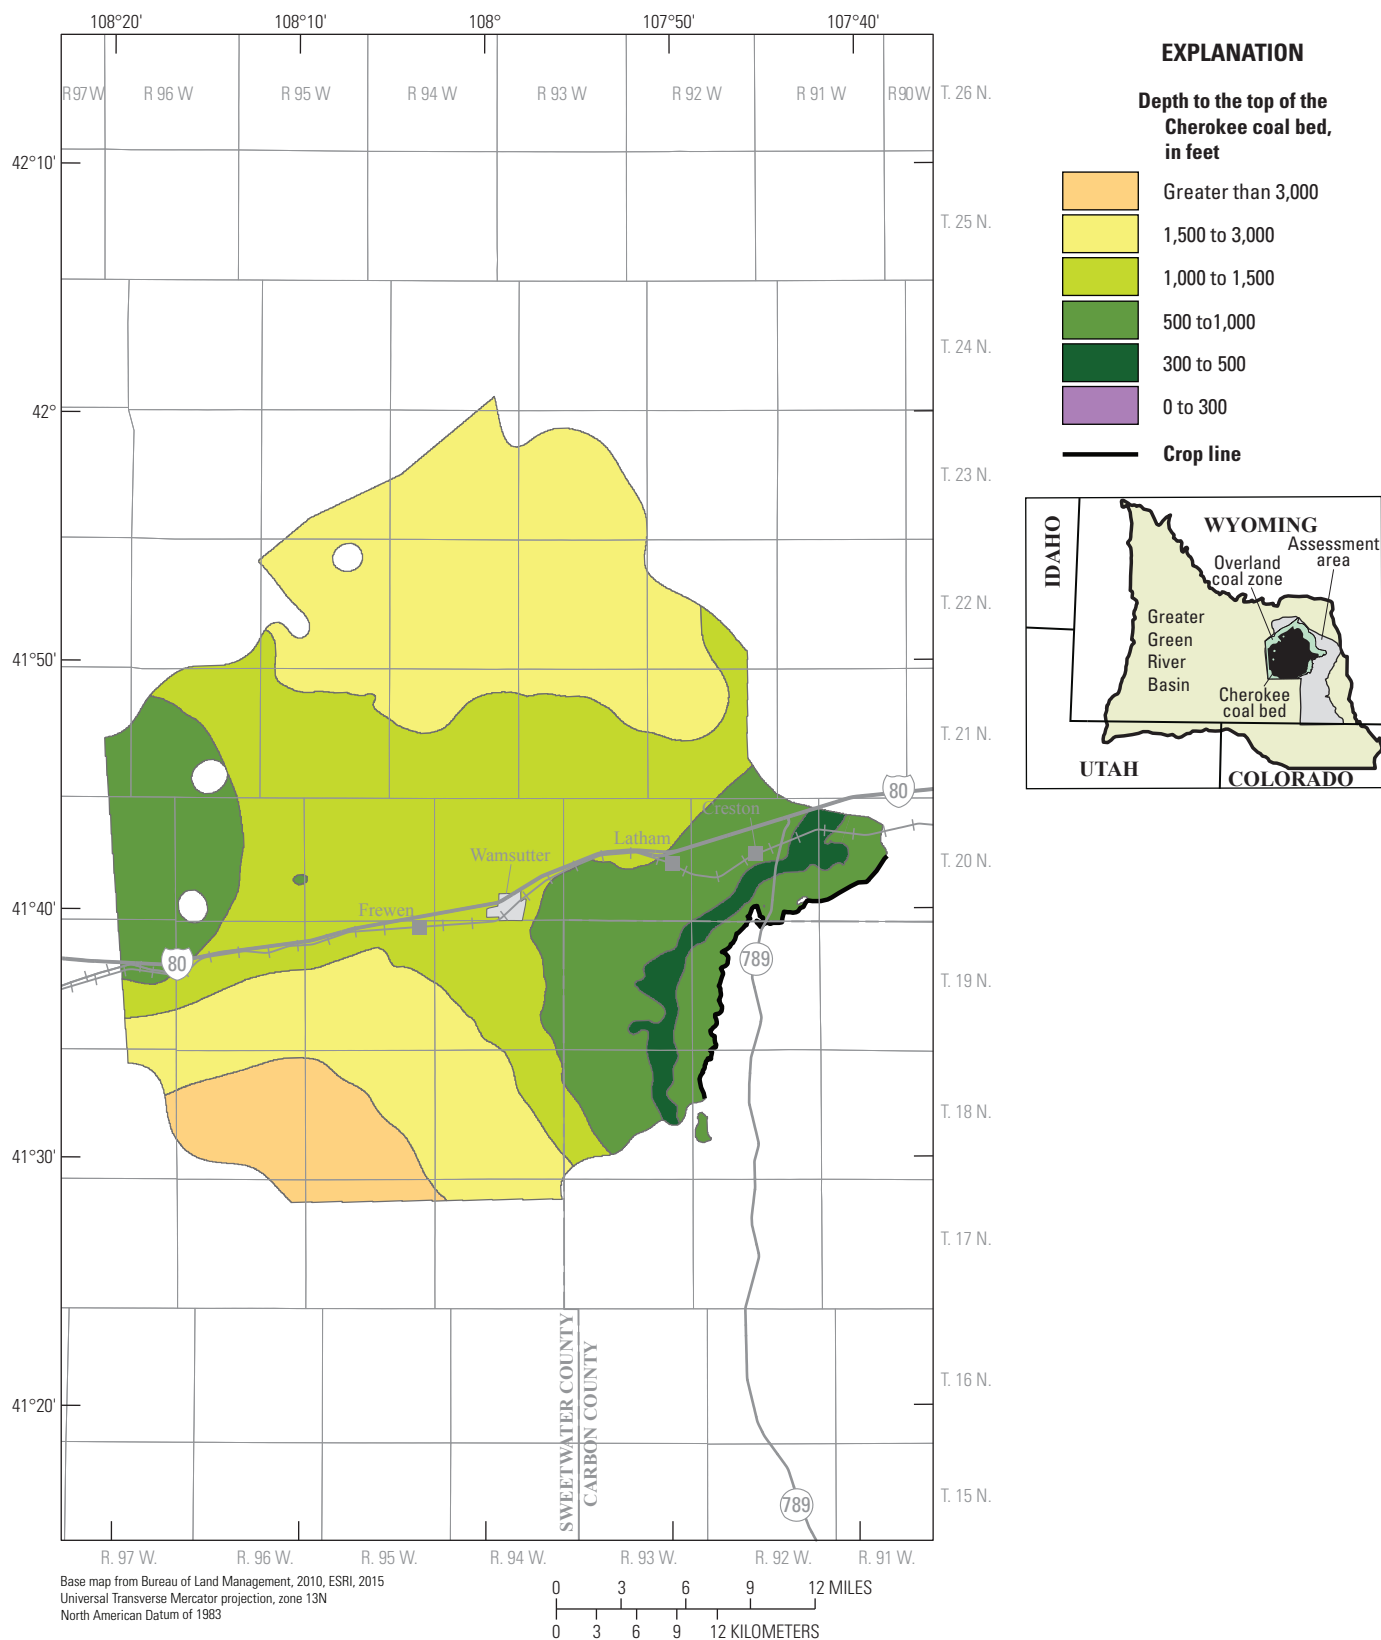 108°20'
108°10'
108°
107°50'
107°40'
R97W
R 96 W
R 95 W
R 94 W
R 93 W
R 92 W
R 91 W
R90W
T. 26 N.
42°10'
T. 25 N.
T. 24 N.
42°
T. 23 N.
T. 22 N.
41°50'
T. 21 N.
80
Creston
Latham
Wamsutter
T. 20 N.
Frewen
41°40'
80
789
T. 19 N.
T. 18 N.
41°30'
T. 17 N.
SWEETWATER COUNTY
CARBON COUNTY
T. 16 N.
41°20'
T. 15 N.
789
R. 97 W.
R. 96 W.
R. 95 W.
R. 94 W.
R. 93 W.
R. 92 W.
R. 91 W.
Base map from Bureau of Land Management, 2010, ESRI, 2015
Universal Transverse Mercator projection, zone 13N
North American Datum of 1983
0 3 6 9 12 MILES
0 3 6 9 12 KILOMETERS
EXPLANATION
Depth to the top of the
Cherokee coal bed,
in feet
Greater than 3,000
1,500 to 3,000
1,000 to 1,500
500 to1,000
300 to 500
0 to 300
Crop line
IDAHO
WYOMING
Assessment
area
Overland
coal zone
Greater
Green
River
Basin
Cherokee
coal bed
UTAH
COLORADO